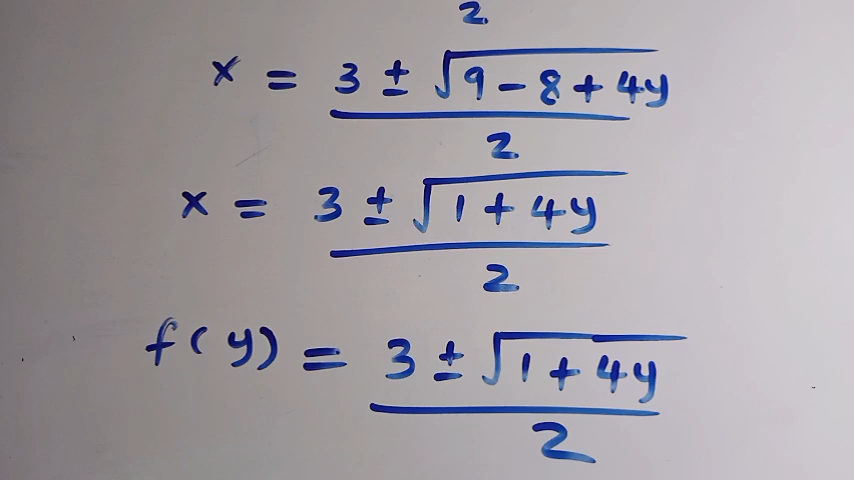 2
x = 3 ± √9 - 8 + 4y
2
x = 3 ± √1 + 4y
2
f(y) = 3 ± √1 + 4y
2